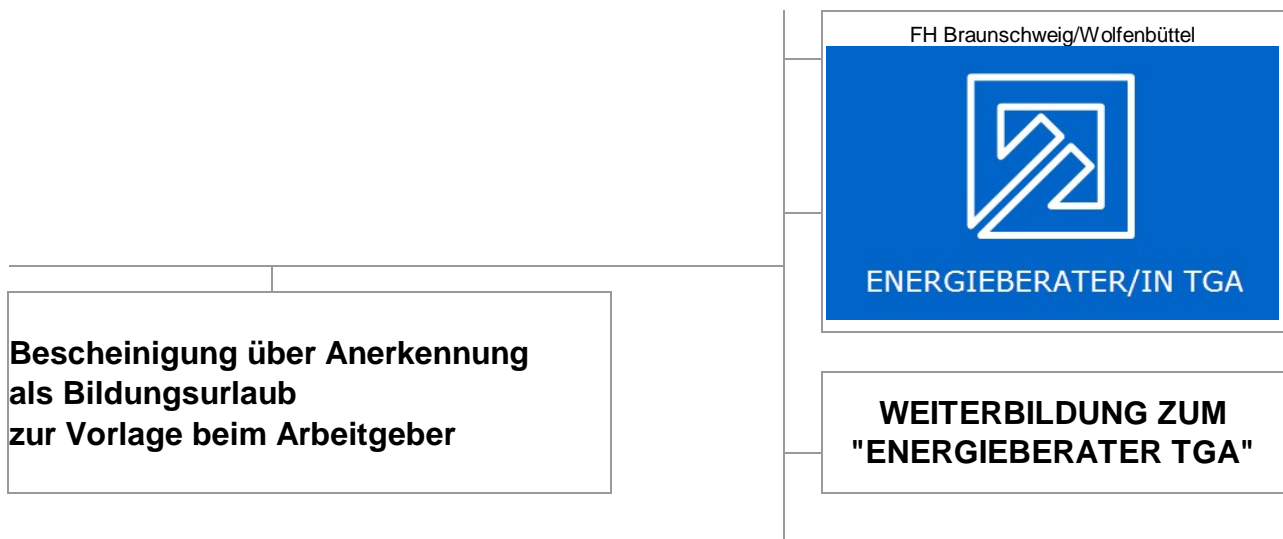 FH Braunschweig/Wolfenbüttel
ENERGIEBERATER/IN TGA
Bescheinigung über Anerkennung
als Bildungsurlaub
zur Vorlage beim Arbeitgeber
WEITERBILDUNG ZUM
"ENERGIEBERATER TGA"